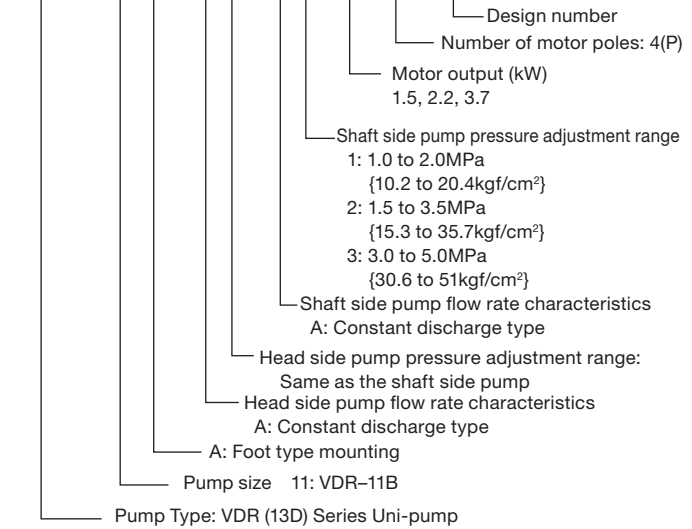 Design number
Number of motor poles: 4(P)
Motor output (kW)
1.5, 2.2, 3.7
Shaft side pump pressure adjustment range
1: 1.0 to 2.0MPa
{10.2 to 20.4kgf/cm²}
2: 1.5 to 3.5MPa
{15.3 to 35.7kgf/cm²}
3: 3.0 to 5.0MPa
{30.6 to 51kgf/cm²}
Shaft side pump flow rate characteristics
A: Constant discharge type
Head side pump pressure adjustment range:
Same as the shaft side pump
Head side pump flow rate characteristics
A: Constant discharge type
A: Foot type mounting
Pump size 11: VDR–11B
Pump Type: VDR (13D) Series Uni-pump